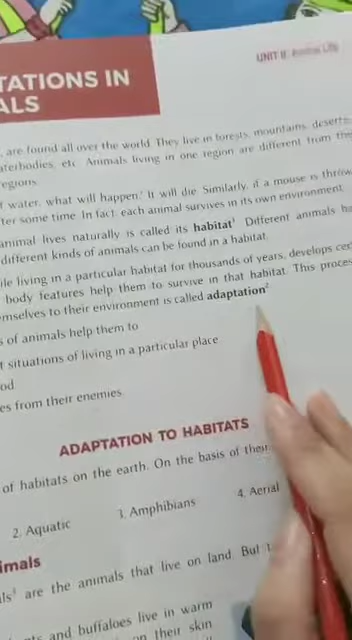 UNIT II: Animal Life
TATIONS IN
ALS
, are found all over the world. They live in forests, mountains, deserts,
aterbodies, etc. Animals living in one region are different from the
egions.
f water, what will happen? It will die. Similarly, if a mouse is throw
ter some time. In fact, each animal survives in its own environment.
animal lives naturally is called its habitat¹ Different animals ha
different kinds of animals can be found in a habitat.
ile living in a particular habitat for thousands of years, develops cer
body features help them to survive in that habitat. This proces
mselves to their environment is called adaptation²
s of animals help them to
t situations of living in a particular place
od
es from their enemies
ADAPTATION TO HABITATS
of habitats on the earth. On the basis of their
2. Aquatic 3. Amphibians 4. Aerial
imals
ls³ are the animals that live on land. But t
nts and buffaloes live in warm
on their skin